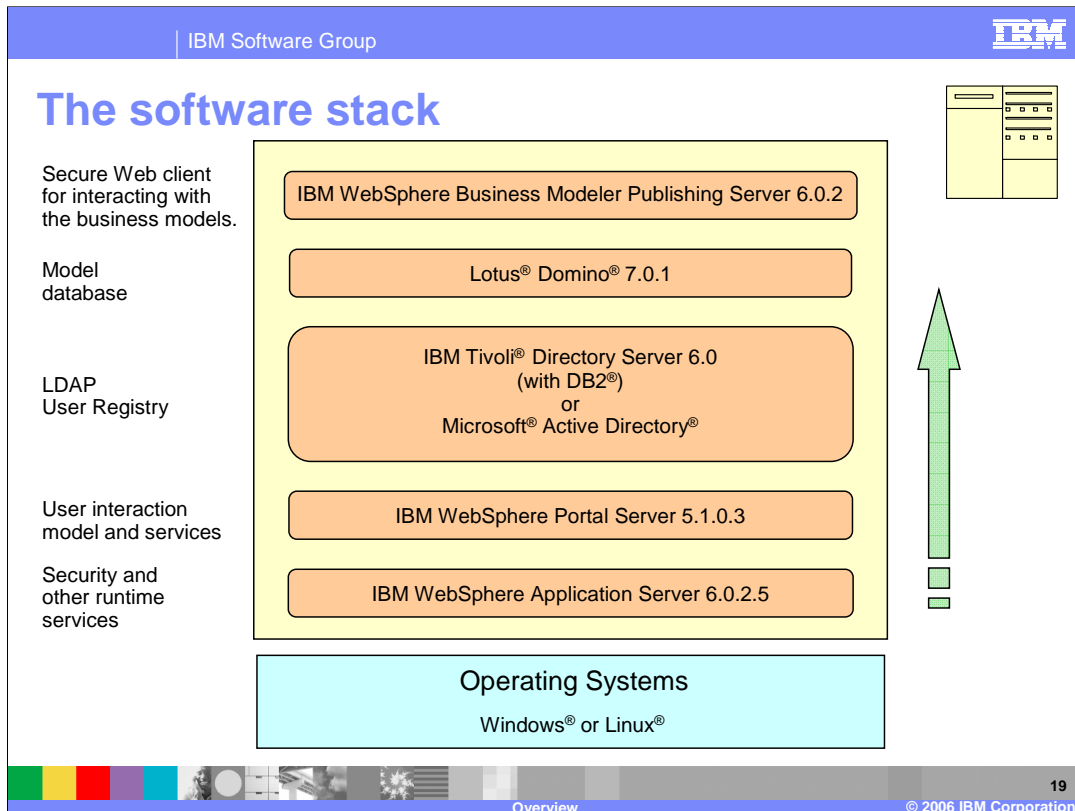 IBM Software Group
IBM
The software stack
Secure Web client
for interacting with
the business models.
IBM WebSphere Business Modeler Publishing Server 6.0.2
Model
database
Lotus® Domino® 7.0.1
LDAP
User Registry
IBM Tivoli® Directory Server 6.0
(with DB2®)
or
Microsoft® Active Directory®
User interaction
model and services
IBM WebSphere Portal Server 5.1.0.3
Security and
other runtime
services
IBM WebSphere Application Server 6.0.2.5
Operating Systems
Windows® or Linux®
19
Overview
© 2006 IBM Corporation